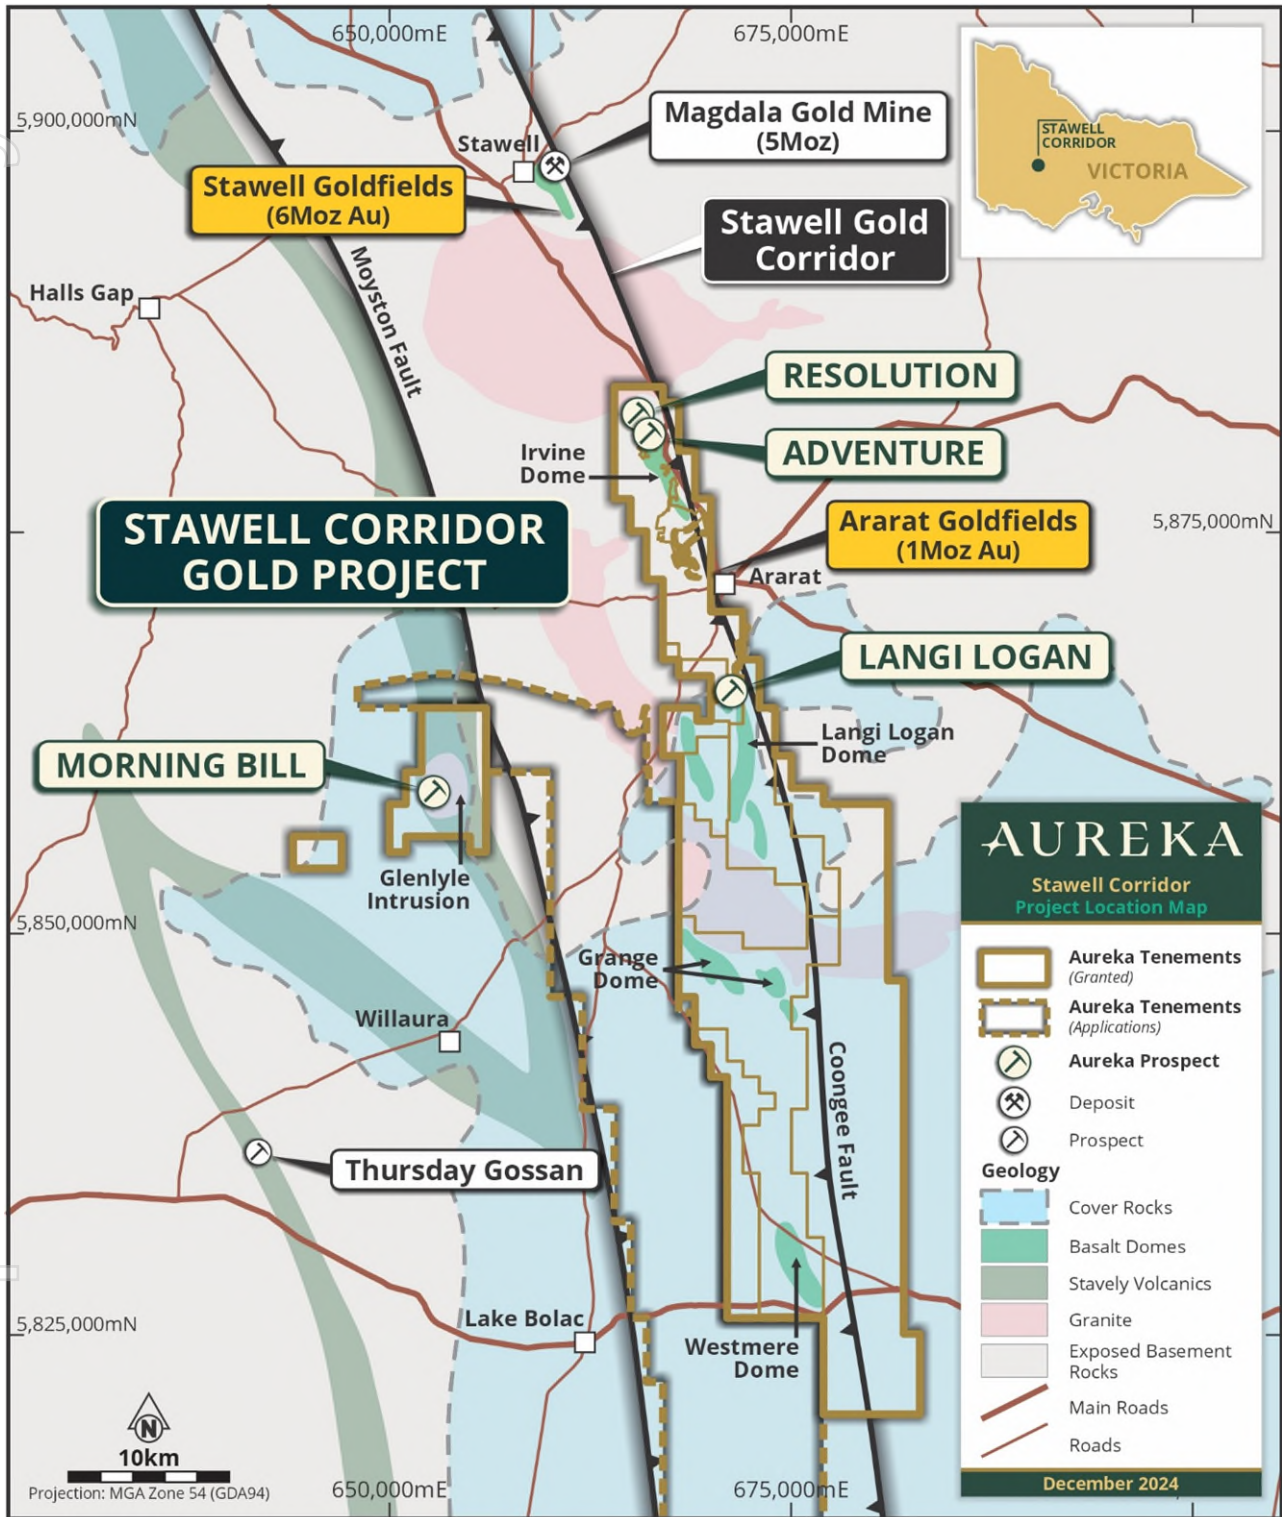 650,000mE
675,000mE
5,900,000mN
Stawell
Magdala Gold Mine
(5Moz)
STAWELL
CORRIDOR
VICTORIA
Stawell Goldfields
(6Moz Au)
Stawell Gold
Corridor
Halls Gap
Moyston Fault
RESOLUTION
ADVENTURE
Irvine
Dome
STAWELL CORRIDOR
GOLD PROJECT
Ararat Goldfields
(1Moz Au)
5,875,000mN
Ararat
LANGI LOGAN
Langi Logan
Dome
MORNING BILL
Glenlyle
Intrusion
5,850,000mN
Grange
Dome
Willaura
Coongee Fault
Thursday Gossan
Lake Bolac
5,825,000mN
Westmere
Dome
N
10km
Projection: MGA Zone 54 (GDA94)
650,000mE
675,000mE
AUREKA
Stawell Corridor
Project Location Map
Aureka Tenements
(Granted)
Aureka Tenements
(Applications)
Aureka Prospect
Deposit
Prospect
Geology
Cover Rocks
Basalt Domes
Stavely Volcanics
Granite
Exposed Basement
Rocks
Main Roads
Roads
December 2024